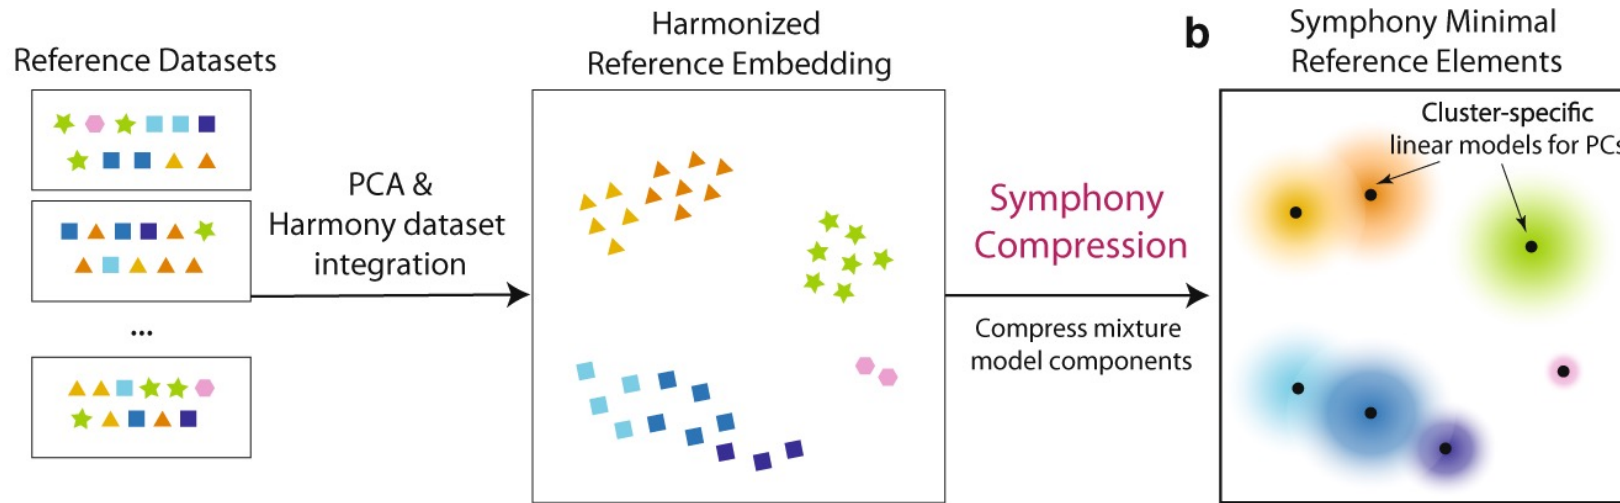 Reference Datasets
...
PCA &
Harmony dataset
integration
Harmonized
Reference Embedding
Symphony
Compression
Compress mixture
model components
b
Symphony Minimal
Reference Elements
Cluster-specific
linear models for PCs